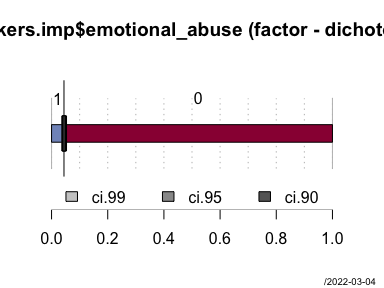 kers.imp$emotional_abuse (factor - dichoto
1 0
ci.99 ci.95 ci.90
0.0 0.2 0.4 0.6 0.8 1.0
/2022-03-04